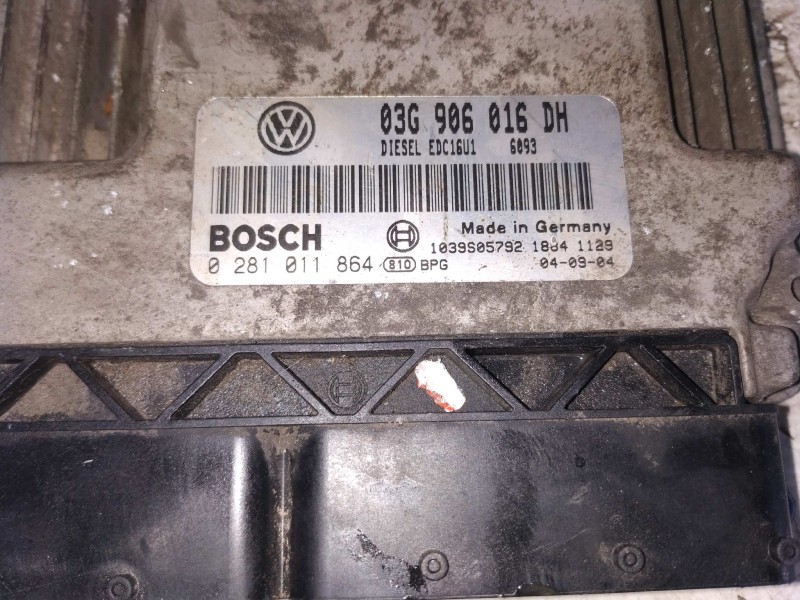 03G 906 016 DH
DIESEL EDC16U1 6093
BOSCH
Made in Germany
1039S05792 1884 1129
0 281 011 864 810 BPG 04-09-04